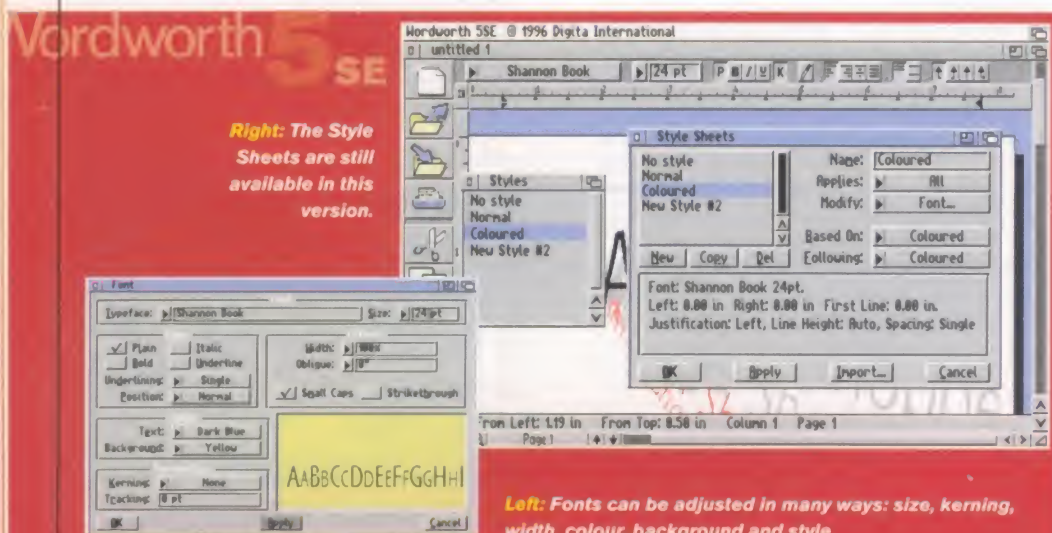 Wordworth 5
SE
Right: The Style
Sheets are still
available in this
version.
Wordworth 5SE © 1996 Digita International
untitled 1
Shannon Book 24 pt P B I U K
Styles
No style
Normal
Coloured
New Style #2
Style Sheets
No style
Normal
Coloured
New Style #2
New Copy Del
Name: Coloured
Applies: All
Modify: Font...
Based On: Coloured
Following: Coloured
Font: Shannon Book 24pt.
Left: 0.00 in Right: 0.00 in First Line: 0.00 in.
Justification: Left, Line Height: Auto, Spacing: Single
OK Apply Import... Cancel
From Left: 1.19 in From Top: 0.58 in Column 1 Page 1
Page 1
Font
Typeface: Shannon Book Size: 24 pt
Plain Italic
Bold Underline
Underlining: Single
Position: Normal
Width: 100%
Oblique: 0°
Small Caps Strikethrough
Text: Dark Blue
Background: Yellow
Kerning: None
Tracking: 0 pt
AABBCCDDEEFFGGHH
OK Apply Cancel
Left: Fonts can be adjusted in many ways: size, kerning,
width, colour, background and style.